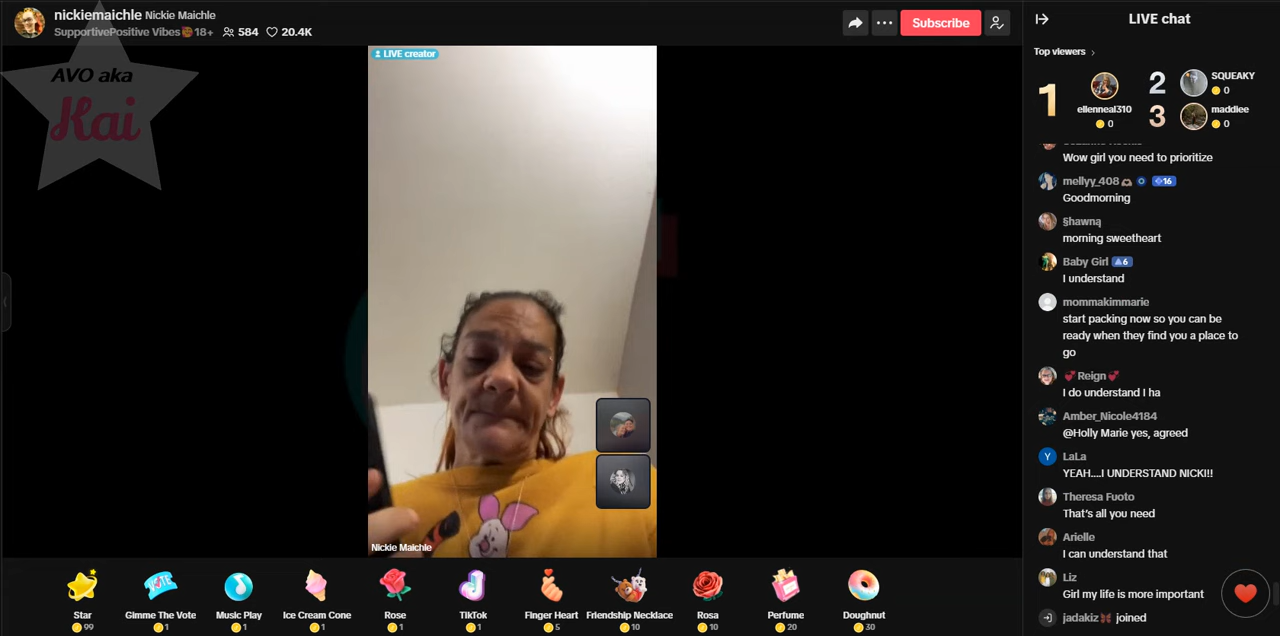 nickiemaichle Nickie Maichle
SupportivePositive Vibes 18+ 584 20.4K
Subscribe
AVO aka
Kai
LIVE creator
Nickie Maichle
Star
99
Gimme The Vote
1
Music Play
1
Ice Cream Cone
1
Rose
1
TikTok
1
Finger Heart
5
Friendship Necklace
10
Rosa
10
Perfume
20
Doughnut
30
LIVE chat
Top viewers
1
ellenneal310
0
2
SQUEAKY
0
3
maddlee
0
Wow girl you need to prioritize
mellyy_408 16
Goodmorning
§hawną
morning sweetheart
Baby Girl 6
I understand
mommakimmarie
start packing now so you can be
ready when they find you a place to
go
Reign
I do understand I ha
Amber_Nicole4184
@Holly Marie yes, agreed
Y LaLa
YEAH....I UNDERSTAND NICKI!!
Theresa Fuoto
That's all you need
Arielle
I can understand that
Liz
Girl my life is more important
jadakiz joined